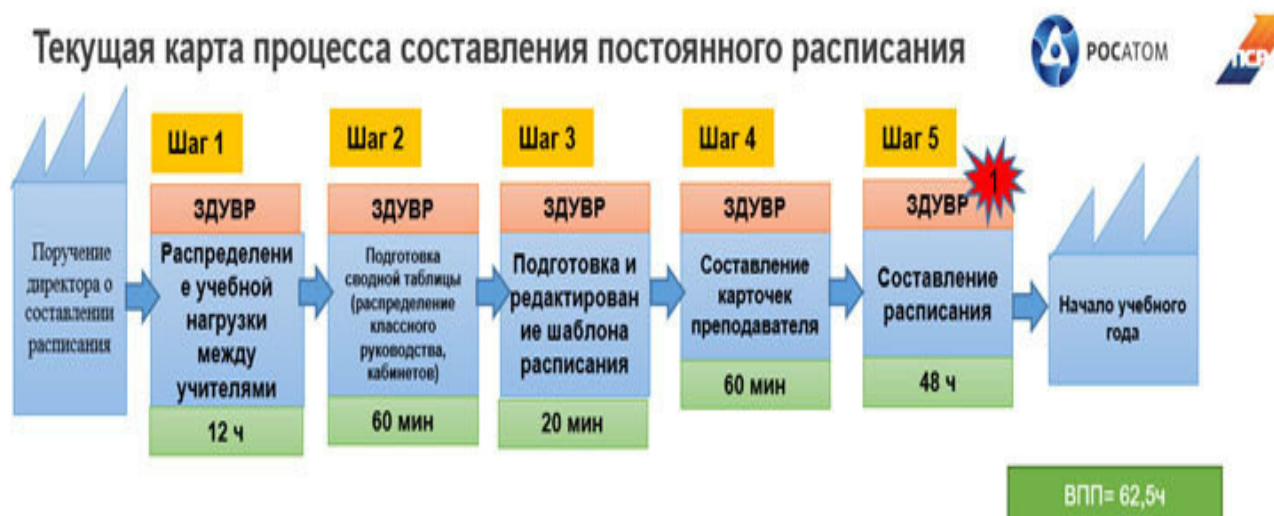 Текущая карта процесса составления постоянного расписания
РОСАТОМ
ПСР
Поручение
директора о
составлении
расписания
Шаг 1
ЗДУВР
Распределени
е учебной
нагрузки
между
учителями
12 ч
Шаг 2
ЗДУВР
Подготовка
сводной таблицы
(распределение
классного
руководства,
кабинетов)
60 мин
Шаг 3
ЗДУВР
Подготовка и
редактирован
ие шаблона
расписания
20 мин
Шаг 4
ЗДУВР
Составление
карточек
преподавателя
60 мин
Шаг 5
1
ЗДУВР
Составление
расписания
48 ч
Начало учебного
года
ВПП= 62,5ч